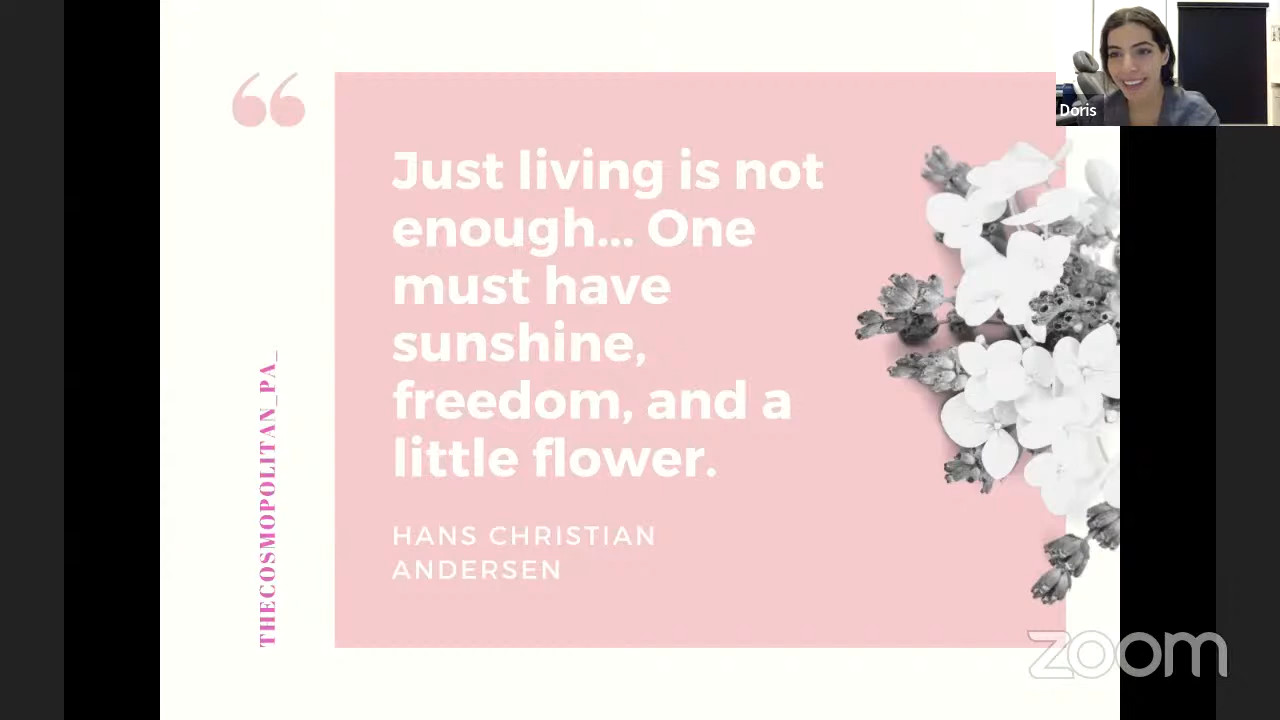 “
Just living is not
enough... One
must have
sunshine,
freedom, and a
little flower.
HANS CHRISTIAN
ANDERSEN
THECOSMOPOLITAN_PA_
Doris
zoom